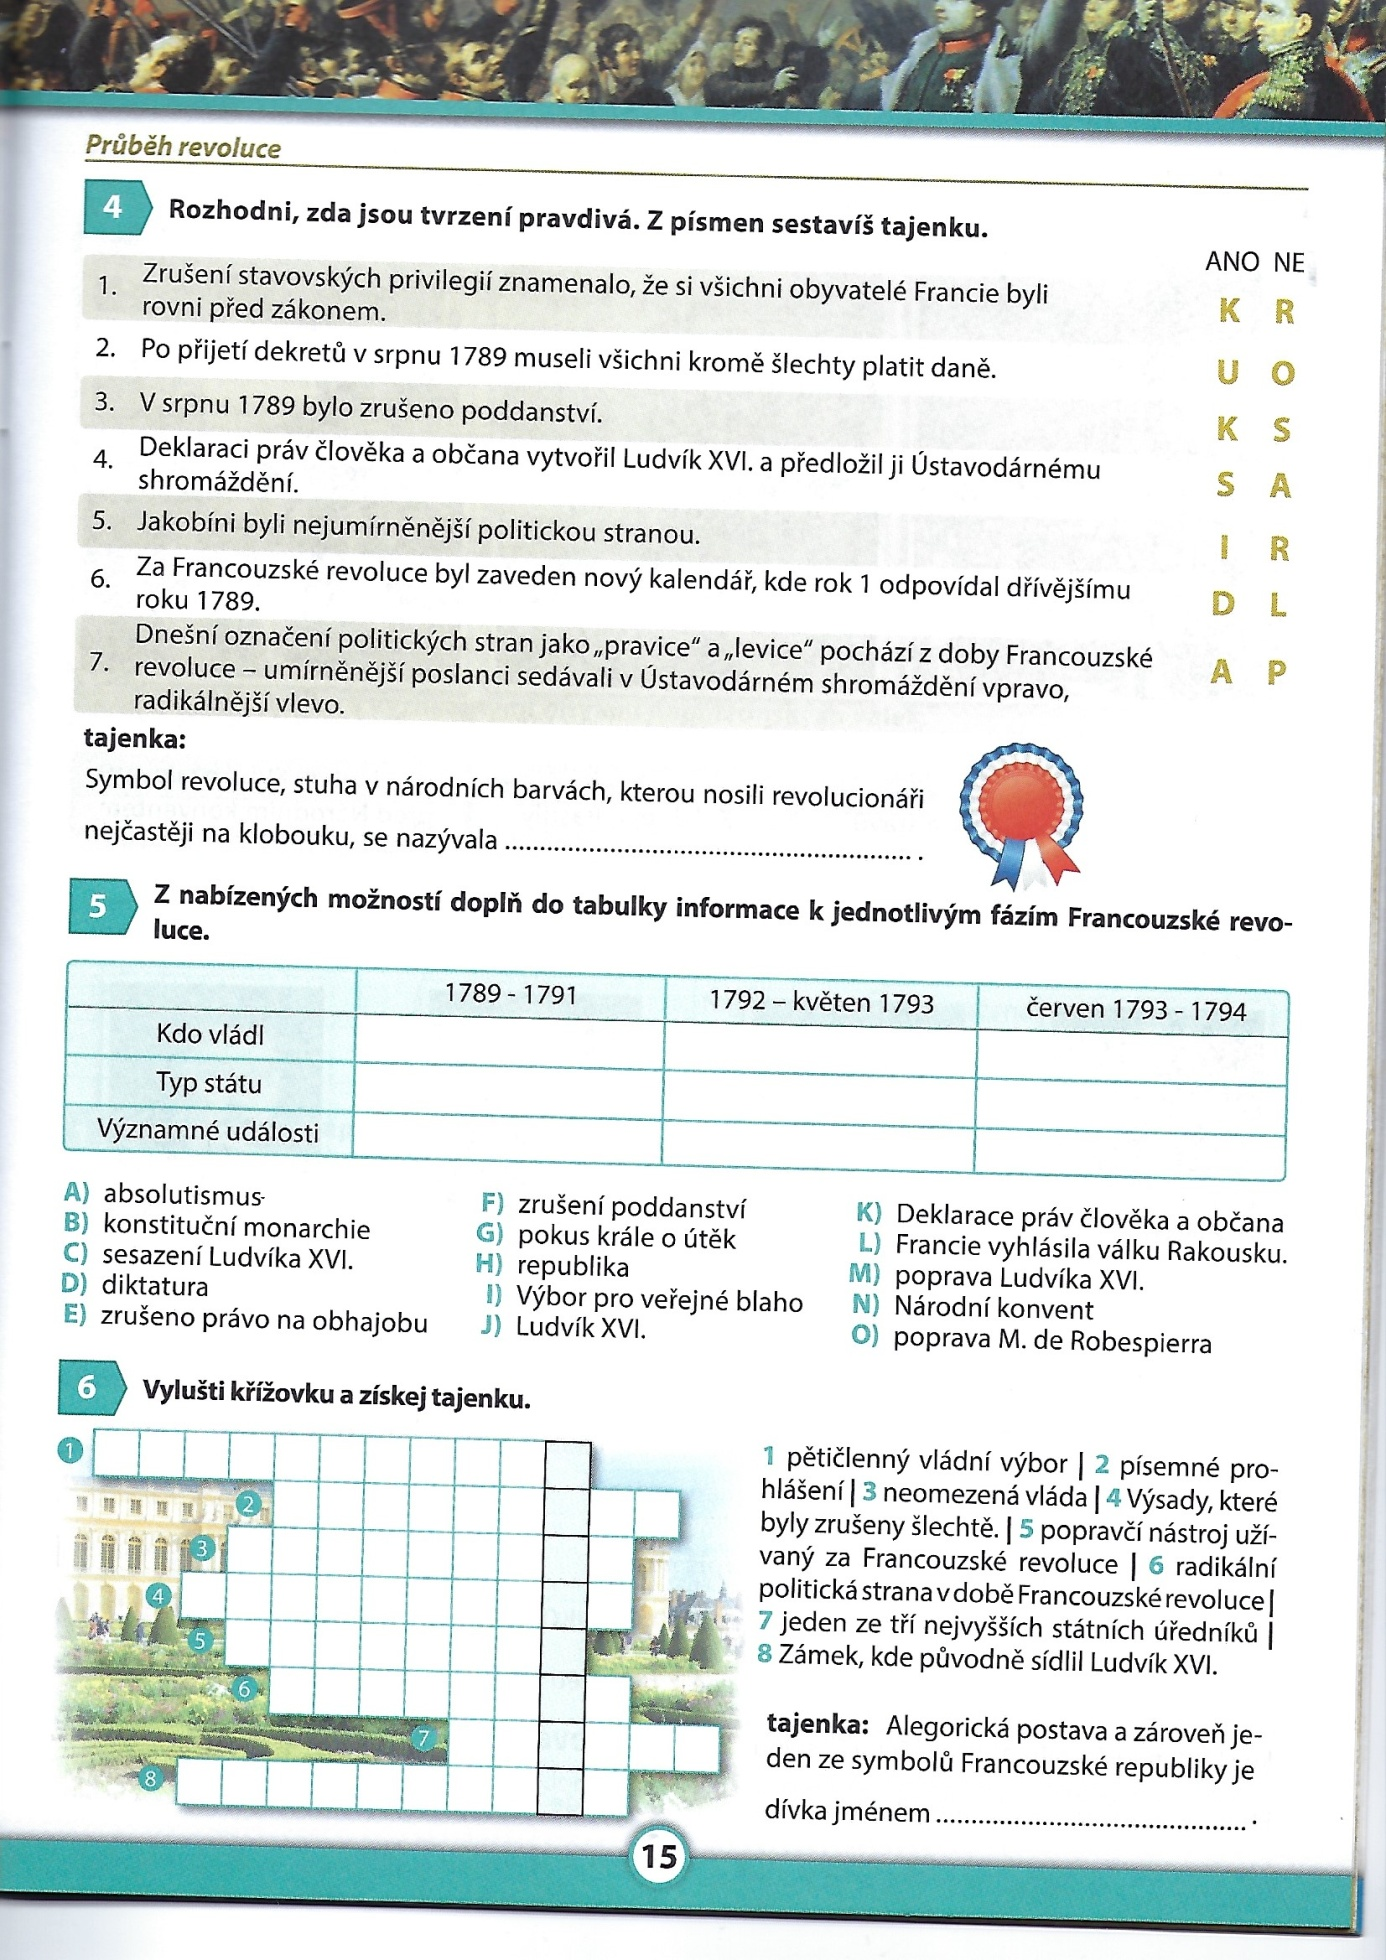 Průběh revoluce
4 Rozhodni, zda jsou tvrzení pravdivá. Z písmen sestavíš tajenku.
ANO NE
1. Zrušení stavovských privilegií znamenalo, že si všichni obyvatelé Francie byli
rovni před zákonem.
K R
2. Po přijetí dekretů v srpnu 1789 museli všichni kromě šlechty platit daně.
U O
3. V srpnu 1789 bylo zrušeno poddanství.
K S
4. Deklaraci práv člověka a občana vytvořil Ludvík XVI. a předložil ji Ústavodárnému
shromáždění.
S A
5. Jakobíni byli nejumírněnější politickou stranou.
I R
6. Za Francouzské revoluce byl zaveden nový kalendář, kde rok 1 odpovídal dřívějšímu
roku 1789.
D L
7. Dnešní označení politických stran jako „pravice“ a „levice“ pochází z doby Francouzské
revoluce – umírněnější poslanci sedávali v Ústavodárném shromáždění vpravo,
radikálnější vlevo.
A P
tajenka:
Symbol revoluce, stuha v národních barvách, kterou nosili revolucionáři
nejčastěji na klobouku, se nazývala .......................................................... .
5 Z nabízených možností doplň do tabulky informace k jednotlivým fázím Francouzské revo-
luce.
1789 - 1791 1792 – květen 1793 červen 1793 - 1794
Kdo vládl
Typ státu
Významné události
A) absolutismus
B) konstituční monarchie
C) sesazení Ludvíka XVI.
D) diktatura
E) zrušeno právo na obhajobu
F) zrušení poddanství
G) pokus krále o útěk
H) republika
I) Výbor pro veřejné blaho
J) Ludvík XVI.
K) Deklarace práv člověka a občana
L) Francie vyhlásila válku Rakousku.
M) poprava Ludvíka XVI.
N) Národní konvent
O) poprava M. de Robespierra
6 Vylušti křížovku a získej tajenku.
1
2
3
4
5
6
7
8
1 pětičlenný vládní výbor | 2 písemné pro-
hlášení | 3 neomezená vláda | 4 Výsady, které
byly zrušeny šlechtě. | 5 popravčí nástroj uží-
vaný za Francouzské revoluce | 6 radikální
politická strana v době Francouzské revoluce |
7 jeden ze tří nejvyšších státních úředníků |
8 Zámek, kde původně sídlil Ludvík XVI.
tajenka: Alegorická postava a zároveň je-
den ze symbolů Francouzské republiky je
dívka jménem ............................................ .
15